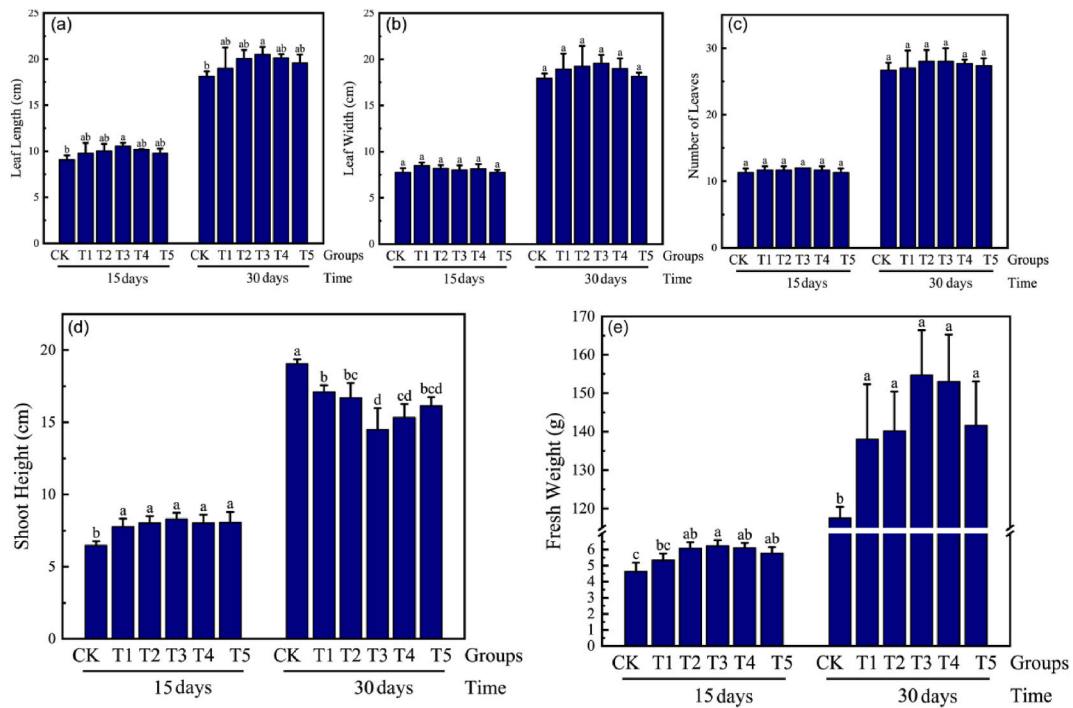 (a)
Leaf Length (cm)
25
20
15
10
5
0
b ab ab a ab ab
b ab ab a ab ab
CK T1 T2 T3 T4 T5 CK T1 T2 T3 T4 T5 Groups
15 days 30 days Time
(b)
Leaf Width (cm)
25
20
15
10
5
0
a a a a a a
a a a a a a
CK T1 T2 T3 T4 T5 CK T1 T2 T3 T4 T5 Groups
15 days 30 days Time
(c)
Number of Leaves
30
20
10
0
a a a a a a
a a a a a a
CK T1 T2 T3 T4 T5 CK T1 T2 T3 T4 T5 Groups
15 days 30 days Time
(d)
Shoot Height (cm)
20
15
10
5
0
b a a a a a
a b bc d cd bcd
CK T1 T2 T3 T4 T5 CK T1 T2 T3 T4 T5 Groups
15 days 30 days Time
(e)
Fresh Weight (g)
170
160
150
140
130
120
6
5
4
3
2
1
0
c bc ab a ab ab
b a a a a a
CK T1 T2 T3 T4 T5 CK T1 T2 T3 T4 T5 Groups
15 days 30 days Time